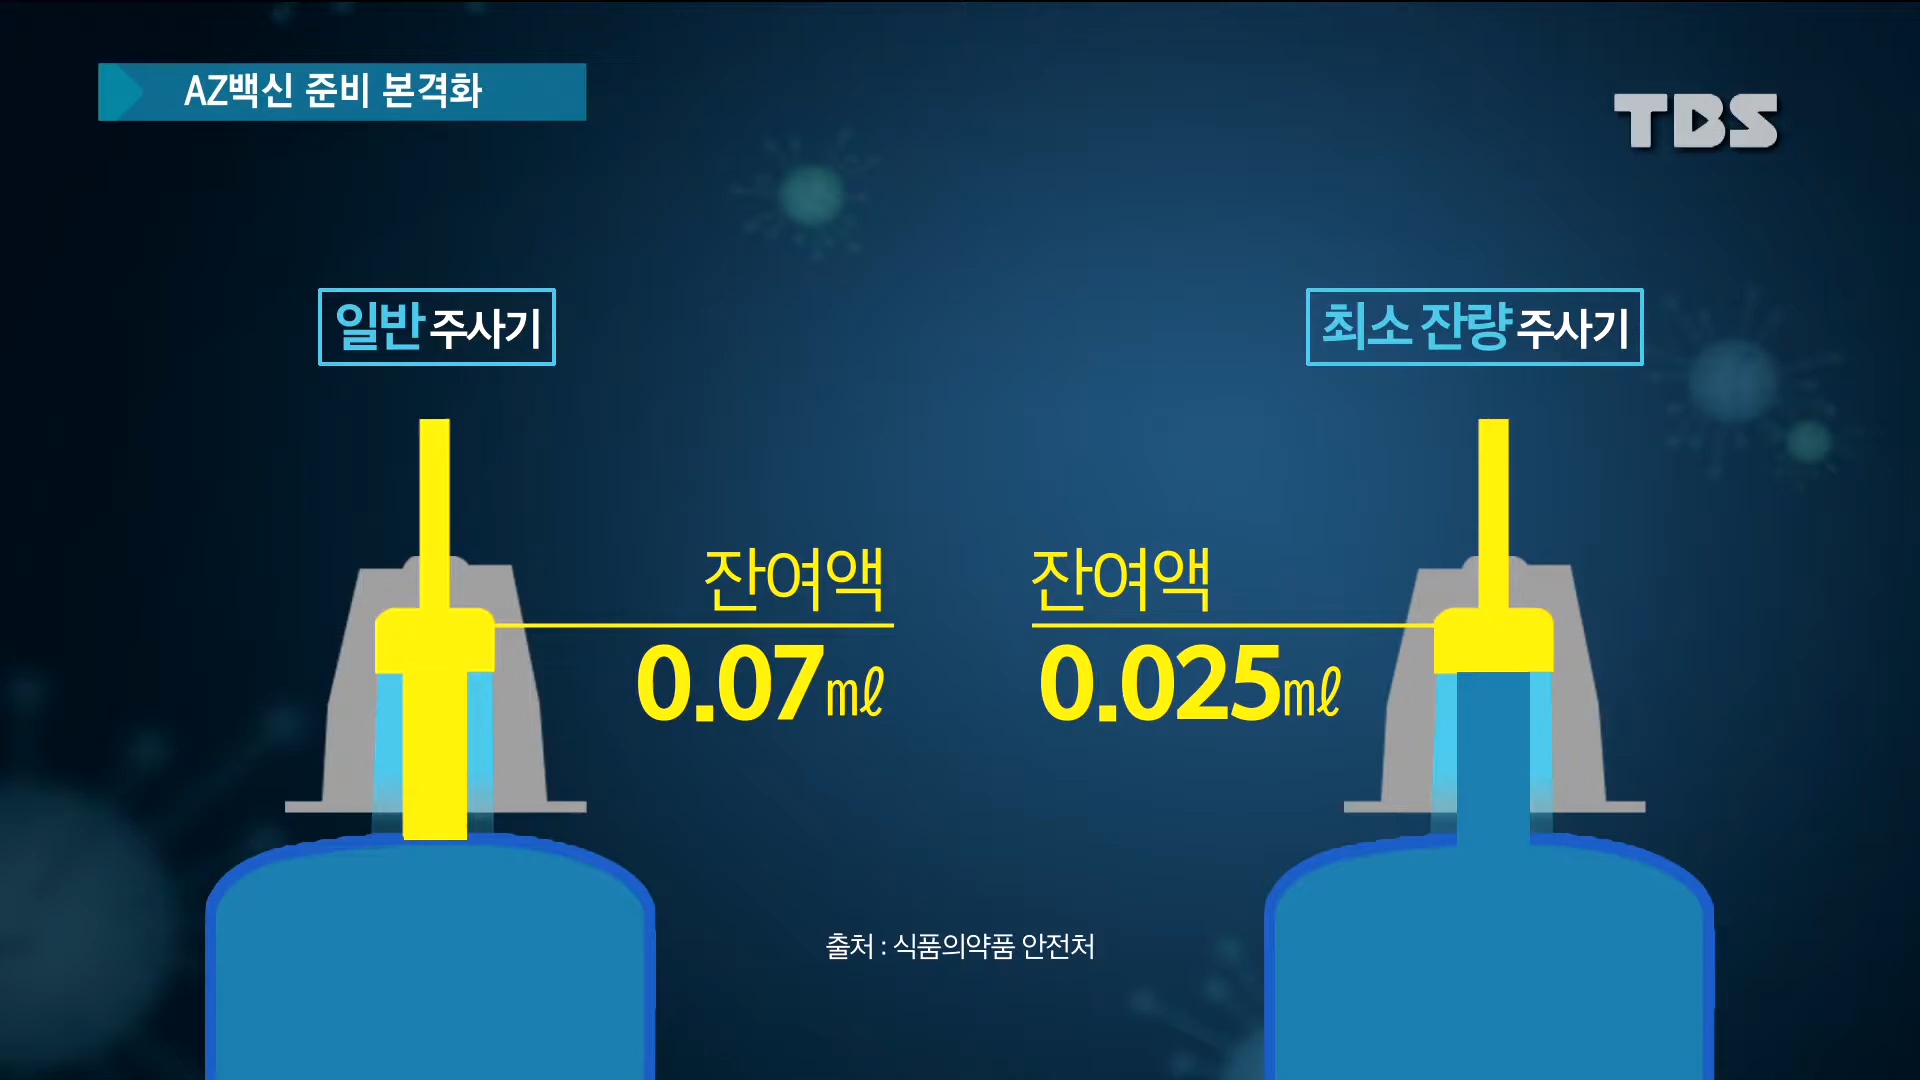 AZ백신 준비 본격화
TBS
일반 주사기
최소 잔량 주사기
잔여액
0.07㎖
잔여액
0.025㎖
출처 : 식품의약품 안전처